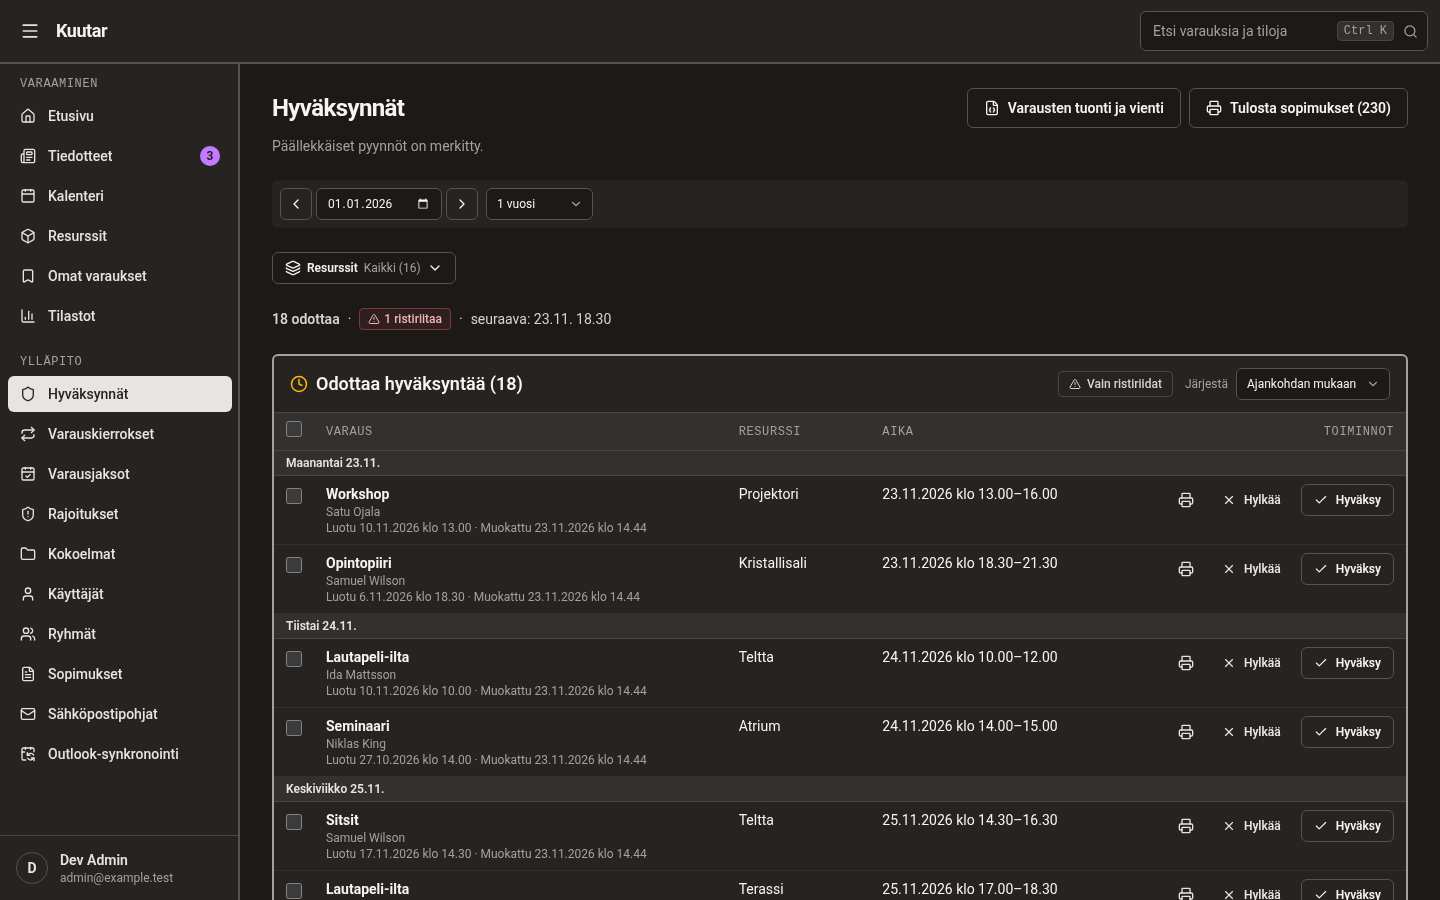 Kuutar
Etsi varauksia ja tiloja
Ctrl K
VARAAMINEN
Etusivu
Tiedotteet
3
Kalenteri
Resurssit
Omat varaukset
Tilastot
YLLÄPITO
Hyväksynnät
Varauskierrokset
Varausjaksot
Rajoitukset
Kokoelmat
Käyttäjät
Ryhmät
Sopimukset
Sähköpostipohjat
Outlook-synkronointi
D
Dev Admin
admin@example.test
Hyväksynnät
Varausten tuonti ja vienti
Tulosta sopimukset (230)
Päällekkäiset pyynnöt on merkitty.
01.01.2026
1 vuosi
Resurssit Kaikki (16)
18 odottaa · 1 ristiriitaa · seuraava: 23.11. 18.30
Odottaa hyväksyntää (18)
Vain ristiriidat
Järjestä
Ajankohdan mukaan
VARAUS RESURSSI AIKA TOIMINNOT
Maanantai 23.11.
Workshop Projektori 23.11.2026 klo 13.00–16.00 Hylkää Hyväksy
Satu Ojala
Luotu 10.11.2026 klo 13.00 · Muokattu 23.11.2026 klo 14.44
Opintopiiri Kristallisali 23.11.2026 klo 18.30–21.30 Hylkää Hyväksy
Samuel Wilson
Luotu 6.11.2026 klo 18.30 · Muokattu 23.11.2026 klo 14.44
Tiistai 24.11.
Lautapeli-ilta Teltta 24.11.2026 klo 10.00–12.00 Hylkää Hyväksy
Ida Mattsson
Luotu 10.11.2026 klo 10.00 · Muokattu 23.11.2026 klo 14.44
Seminaari Atrium 24.11.2026 klo 14.00–15.00 Hylkää Hyväksy
Niklas King
Luotu 27.10.2026 klo 14.00 · Muokattu 23.11.2026 klo 14.44
Keskiviikko 25.11.
Sitsit Teltta 25.11.2026 klo 14.30–16.30 Hylkää Hyväksy
Samuel Wilson
Luotu 17.11.2026 klo 14.30 · Muokattu 23.11.2026 klo 14.44
Lautapeli-ilta Terassi 25.11.2026 klo 17.00–18.30 Hylkää Hyväksy